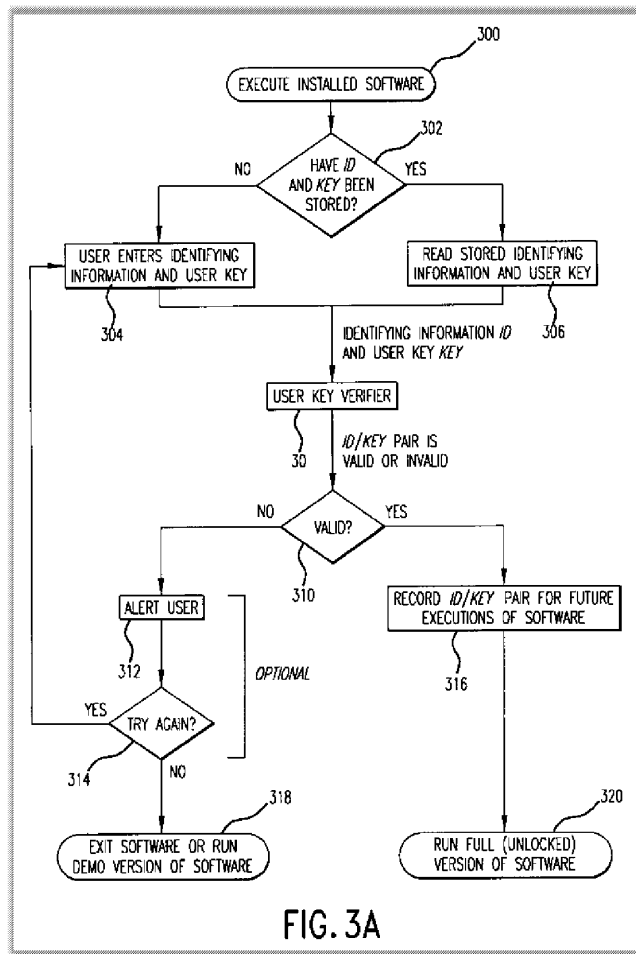 300
EXECUTE INSTALLED SOFTWARE
302
HAVE ID
AND KEY BEEN
STORED?
NO
YES
USER ENTERS IDENTIFYING
INFORMATION AND USER KEY
304
READ STORED IDENTIFYING
INFORMATION AND USER KEY
306
IDENTIFYING INFORMATION ID
AND USER KEY KEY
USER KEY VERIFIER
30
ID/KEY PAIR IS
VALID OR INVALID
NO
VALID?
YES
310
ALERT USER
312
OPTIONAL
RECORD ID/KEY PAIR FOR FUTURE
EXECUTIONS OF SOFTWARE
316
YES
TRY AGAIN?
314
NO
318
EXIT SOFTWARE OR RUN
DEMO VERSION OF SOFTWARE
320
RUN FULL (UNLOCKED)
VERSION OF SOFTWARE
FIG. 3A